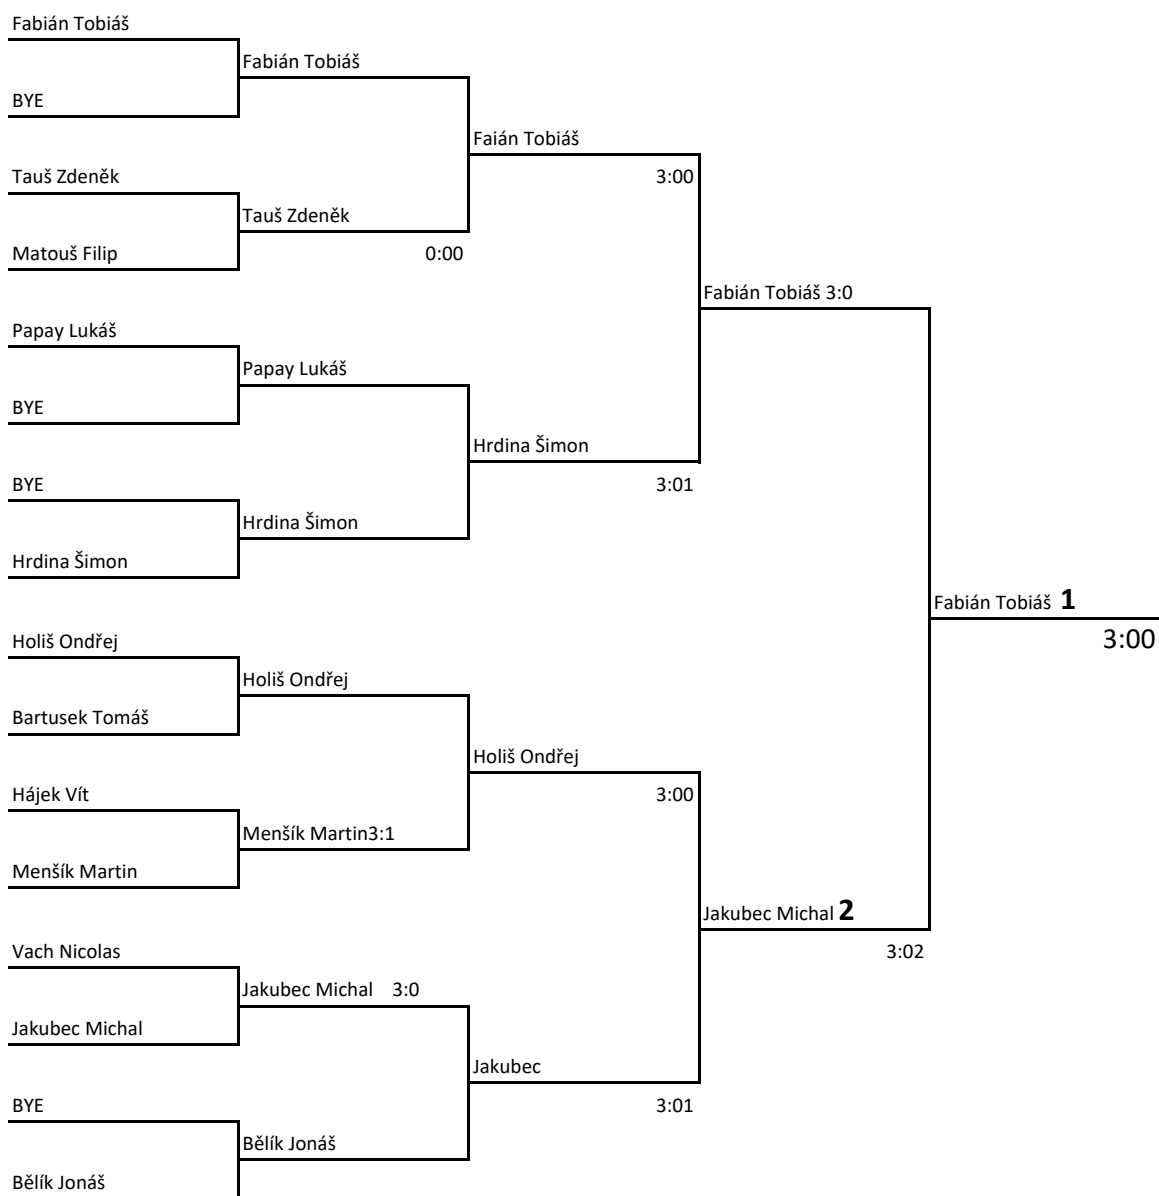 Fabián Tobiáš
Fabián Tobiáš
BYE
Faián Tobiáš
Tauš Zdeněk
3:00
Tauš Zdeněk
Matouš Filip
0:00
Fabián Tobiáš 3:0
Papay Lukáš
Papay Lukáš
BYE
Hrdina Šimon
BYE
3:01
Hrdina Šimon
Hrdina Šimon
Fabián Tobiáš 1
3:00
Holiš Ondřej
Holiš Ondřej
Bartusek Tomáš
Holiš Ondřej
Hájek Vít
3:00
Menšík Martin3:1
Menšík Martin
Jakubec Michal 2
Vach Nicolas
3:02
Jakubec Michal 3:0
Jakubec Michal
Jakubec
BYE
3:01
Bělík Jonáš
Bělík Jonáš